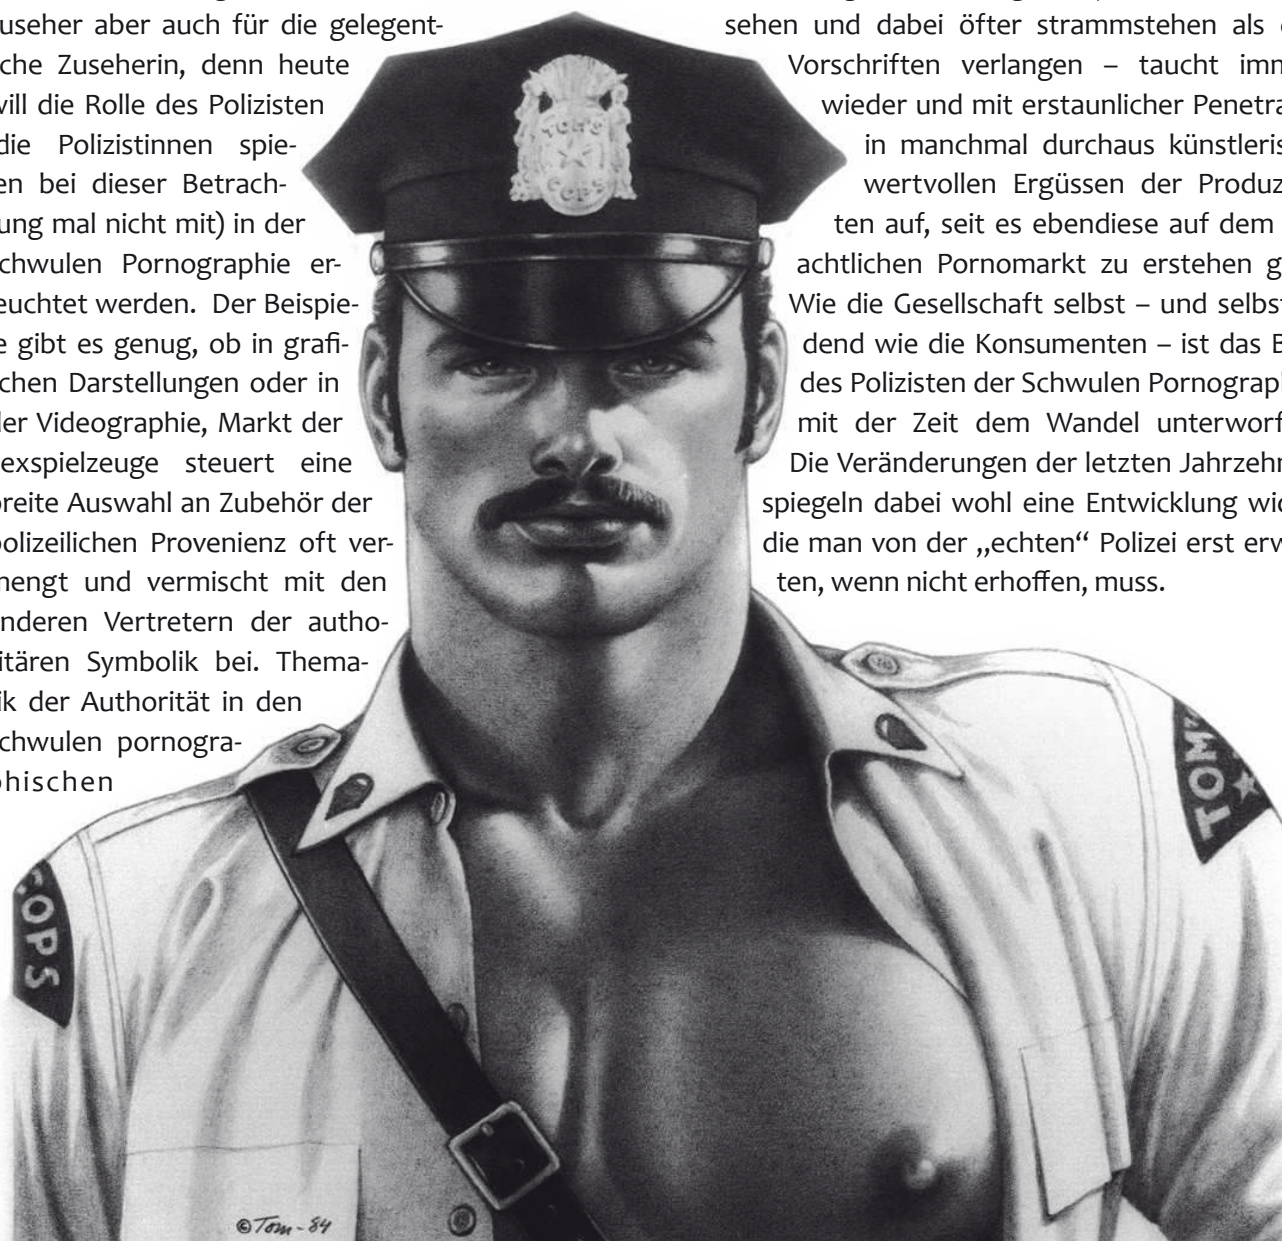 useher aber auch für die gelegent-
che Zuseherin, denn heute
will die Rolle des Polizisten
die Polizistinnen spie-
en bei dieser Betrach-
ung mal nicht mit) in der
chwulen Pornographie er-
euchtet werden. Der Beispie-
e gibt es genug, ob in grafi-
chen Darstellungen oder in
der Videographie, Markt der
exspielzeuge steuert eine
breite Auswahl an Zubehör der
polizeilichen Provenienz oft ver-
mengt und vermischt mit den
nderen Vertretern der autho-
itären Symbolik bei. Thema-
ik der Authorität in den
chwulen pornogra-
phischen
sehen und dabei öfter strammstehen als
Vorschriften verlangen – taucht imm
wieder und mit erstaunlicher Penetra
in manchmal durchaus künstleris
wertvollen Ergüssen der Produz
ten auf, seit es ebendiese auf dem
achtlichen Pornomarkt zu erstehen g
Wie die Gesellschaft selbst – und selbst
dend wie die Konsumenten – ist das B
des Polizisten der Schwulen Pornograph
mit der Zeit dem Wandel unterworf
Die Veränderungen der letzten Jahrzehn
spiegeln dabei wohl eine Entwicklung wid
die man von der „echten“ Polizei erst erw
ten, wenn nicht erhoffen, muss.
TOM'S
COPS
TOM'
COPS
©Tom-84